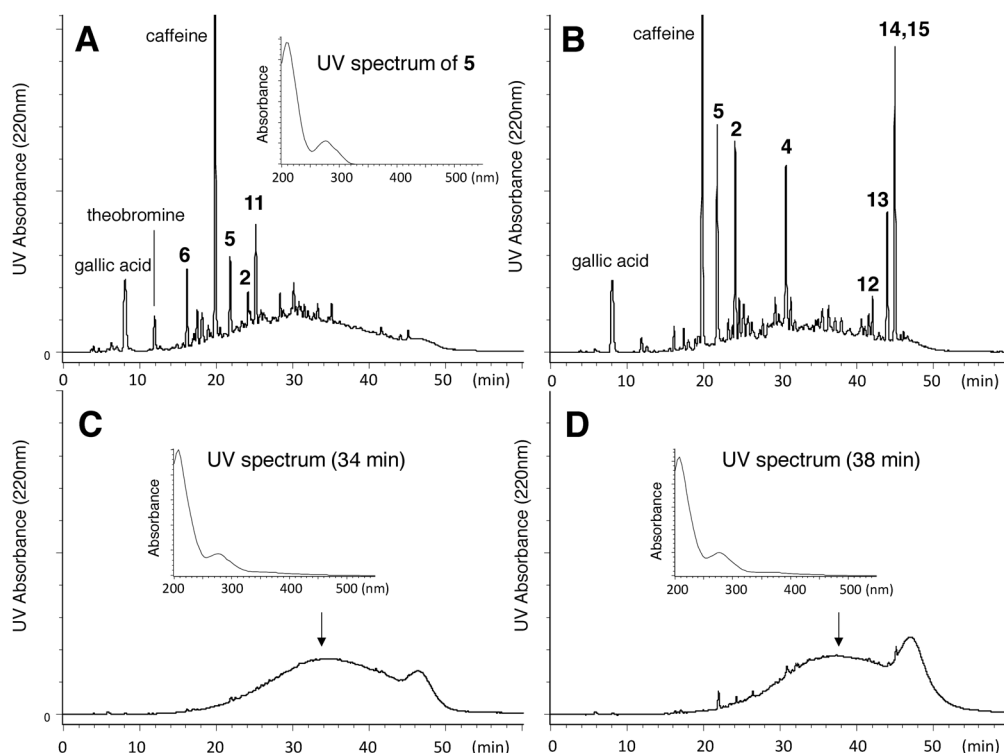 A
UV Absorbance (220nm)
caffeine
theobromine
gallic acid
6
5
2
11
UV spectrum of 5
Absorbance
200 300 400 500 (nm)
0
0 10 20 30 40 50 (min)
B
UV Absorbance (220nm)
caffeine
gallic acid
5
2
4
12
13
14,15
0 10 20 30 40 50 (min)
C
UV Absorbance (220nm)
UV spectrum (34 min)
Absorbance
200 300 400 500 (nm)
0
0 10 20 30 40 50 (min)
D
UV Absorbance (220nm)
UV spectrum (38 min)
Absorbance
200 300 400 500 (nm)
0 10 20 30 40 50 (min)